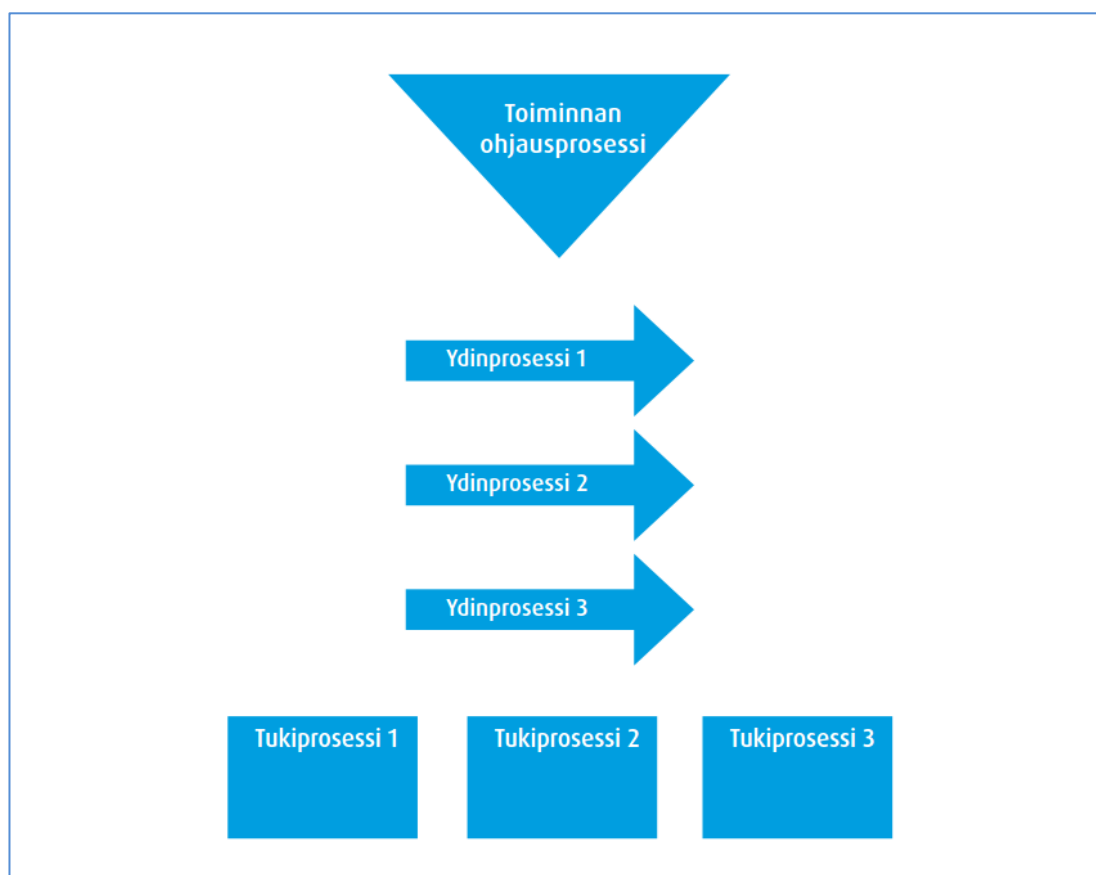 Toiminnan
ohjausprosessi
Ydinprosessi 1
Ydinprosessi 2
Ydinprosessi 3
Tukiprosessi 1
Tukiprosessi 2
Tukiprosessi 3